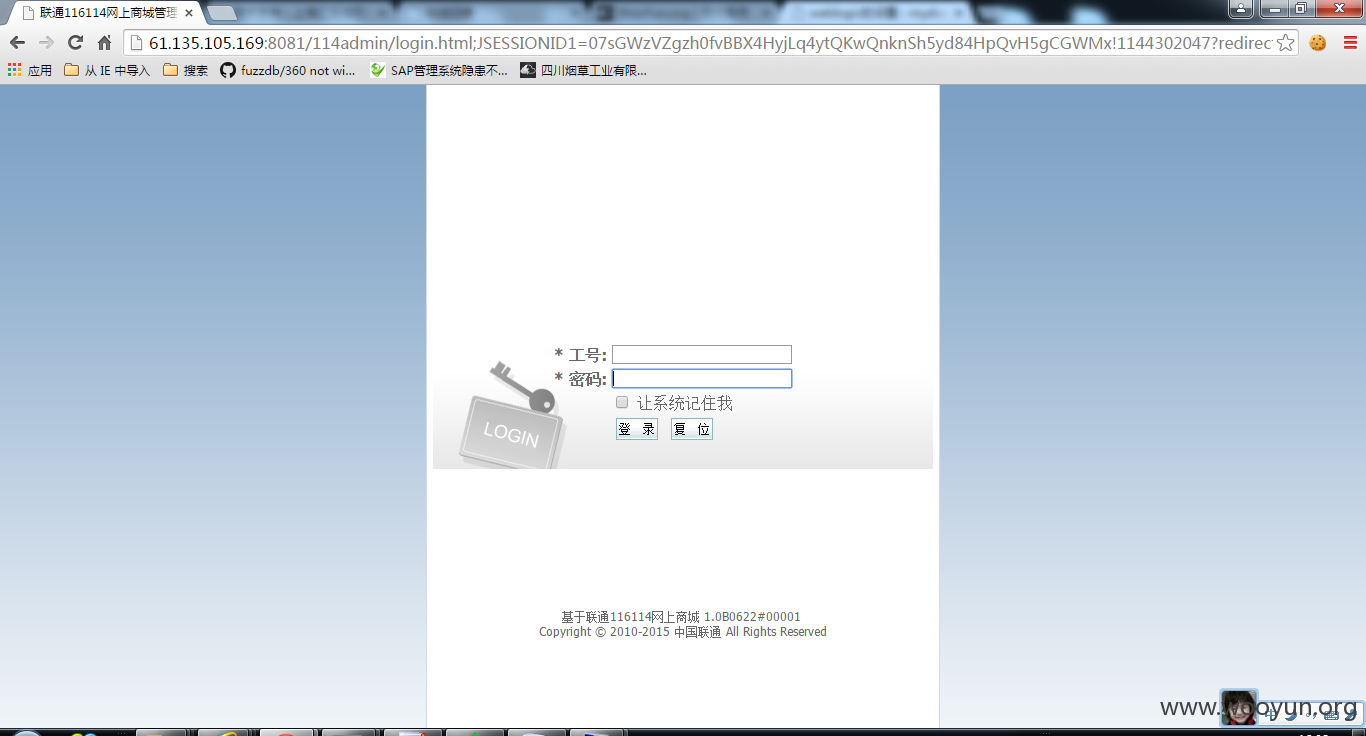 联通116114网上商域管理
61.135.105.169:8081/114admin/login.html;JSESSIONID1=07sGWzVZgzh0fvBBX4HyjLq4ytQKwQnknSh5yd84HpQvH5gCGWMx!1144302047?redirec
应用 从 IE 中导入 搜索 fuzzdb/360 not wi... SAP管理系统隐患不... 四川烟草工业有限...
* 工号:
* 密码:
让系统记住我
LOGIN
登 录 复 位
基于联通116114网上商城 1.0B0622#00001
Copyright © 2010-2015 中国联通 All Rights Reserved
www. oyun.org
中